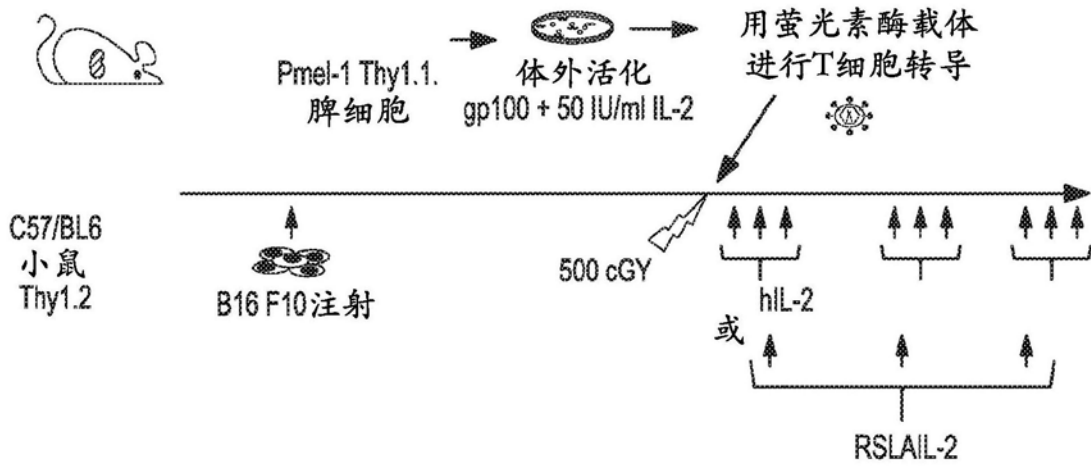 Pmel-1 Thy1.1.
脾细胞
体外活化
gp100 + 50 IU/ml IL-2
用萤光素酶载体
进行T细胞转导
C57/BL6
小鼠
Thy1.2
B16 F10注射
500 cGY
hIL-2
或
RSLAIL-2